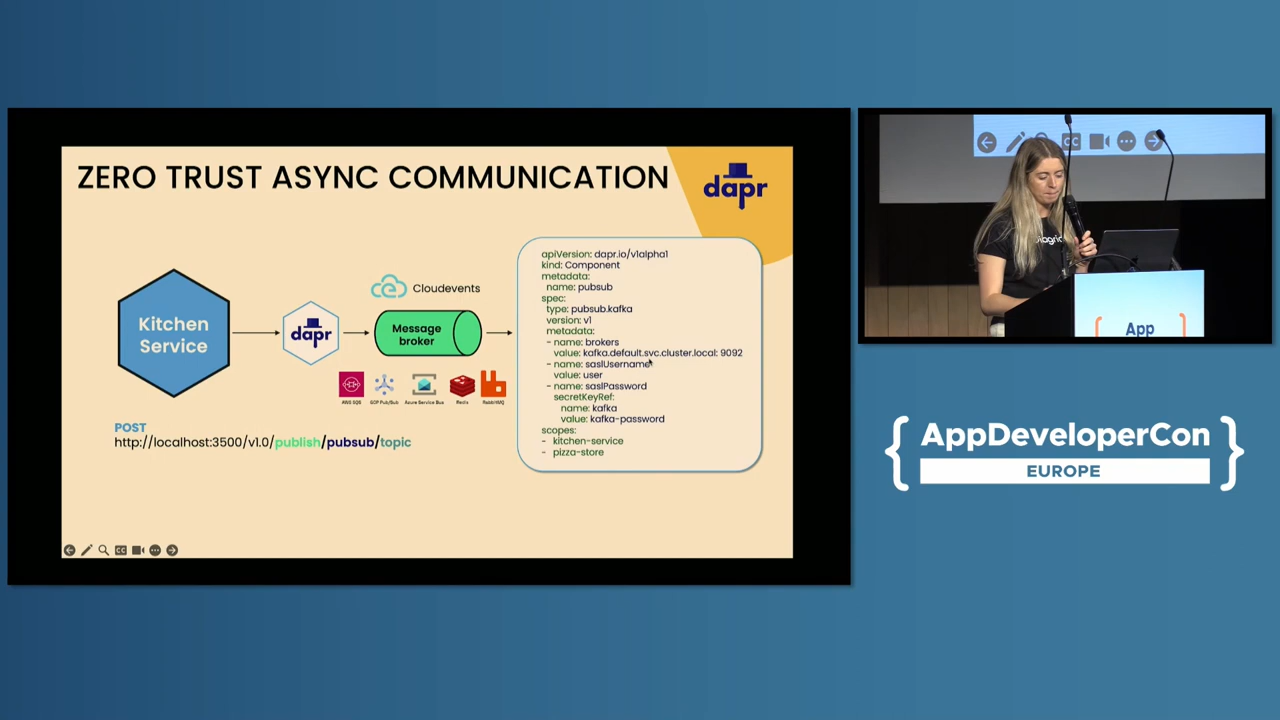 ZERO TRUST ASYNC COMMUNICATION
dapr
Kitchen
Service
dapr
Cloudevents
Message
broker
AWS SQS
GCP Pub/Sub
Azure Service Bus
Redis
RabbitMQ
POST
http://localhost:3500/v1.0/publish/pubsub/topic
apiVersion: dapr.io/v1alpha1
kind: Component
metadata:
name: pubsub
spec:
type: pubsub.kafka
version: v1
metadata:
- name: brokers
value: kafka.default.svc.cluster.local: 9092
- name: saslUsername
value: user
- name: saslPassword
secretKeyRef:
name: kafka
value: kafka-password
scopes:
- kitchen-service
- pizza-store
CC
CC
App
AppDeveloperCon
EUROPE